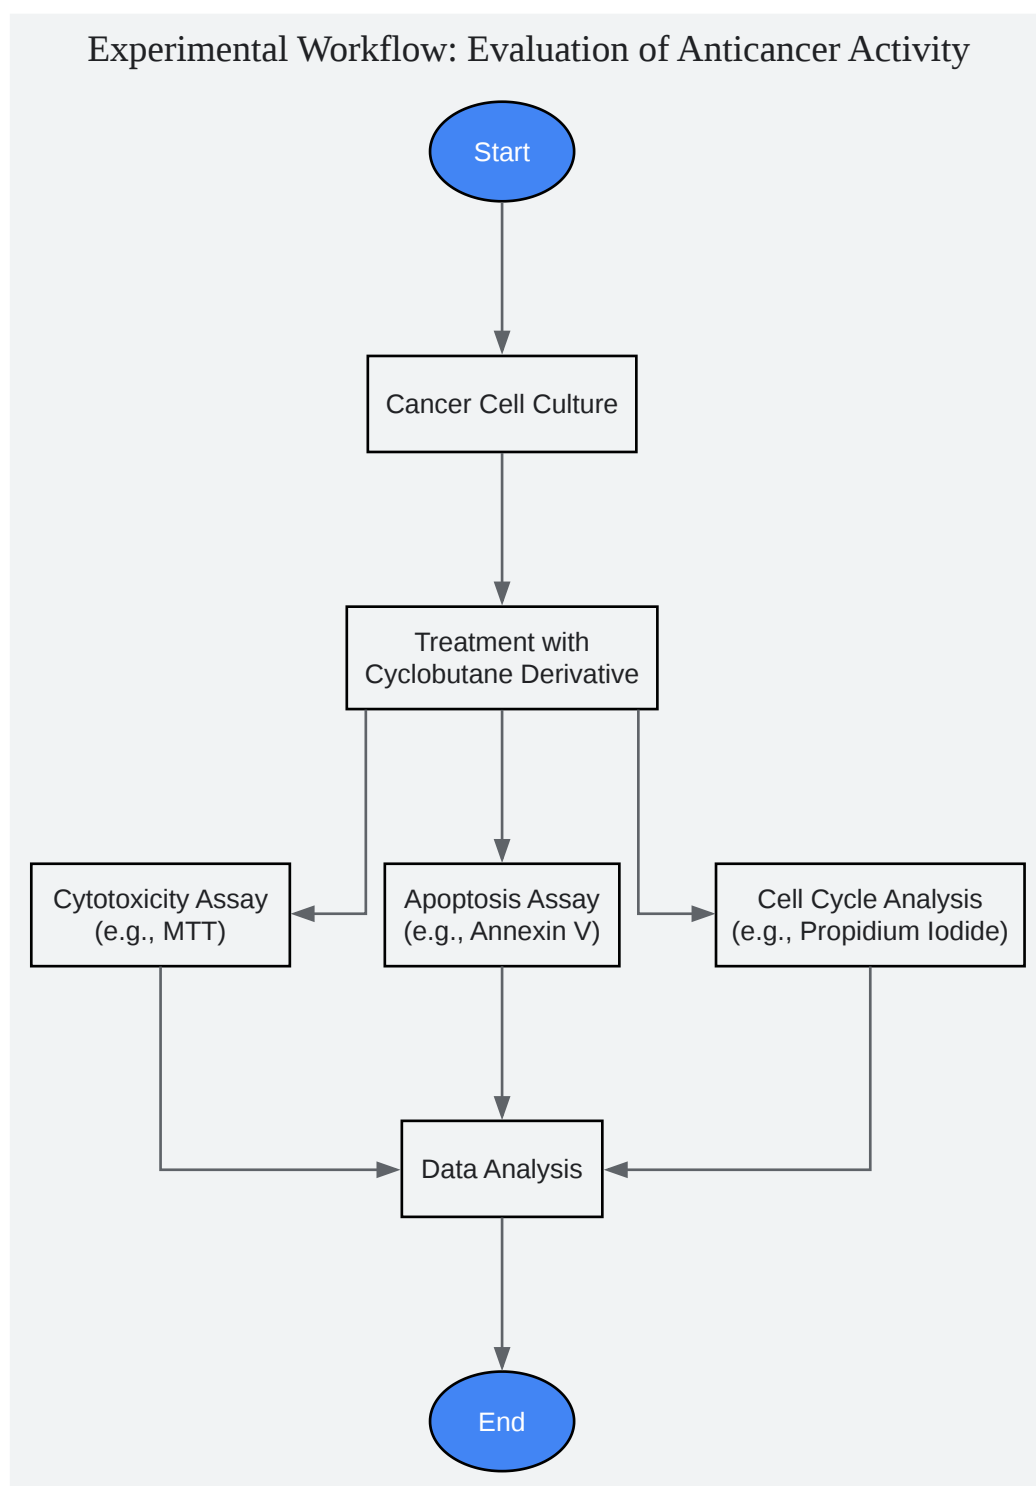 Experimental Workflow: Evaluation of Anticancer Activity
Start
Cancer Cell Culture
Treatment with
Cyclobutane Derivative
Cytotoxicity Assay
(e.g., MTT)
Apoptosis Assay
(e.g., Annexin V)
Cell Cycle Analysis
(e.g., Propidium Iodide)
Data Analysis
End